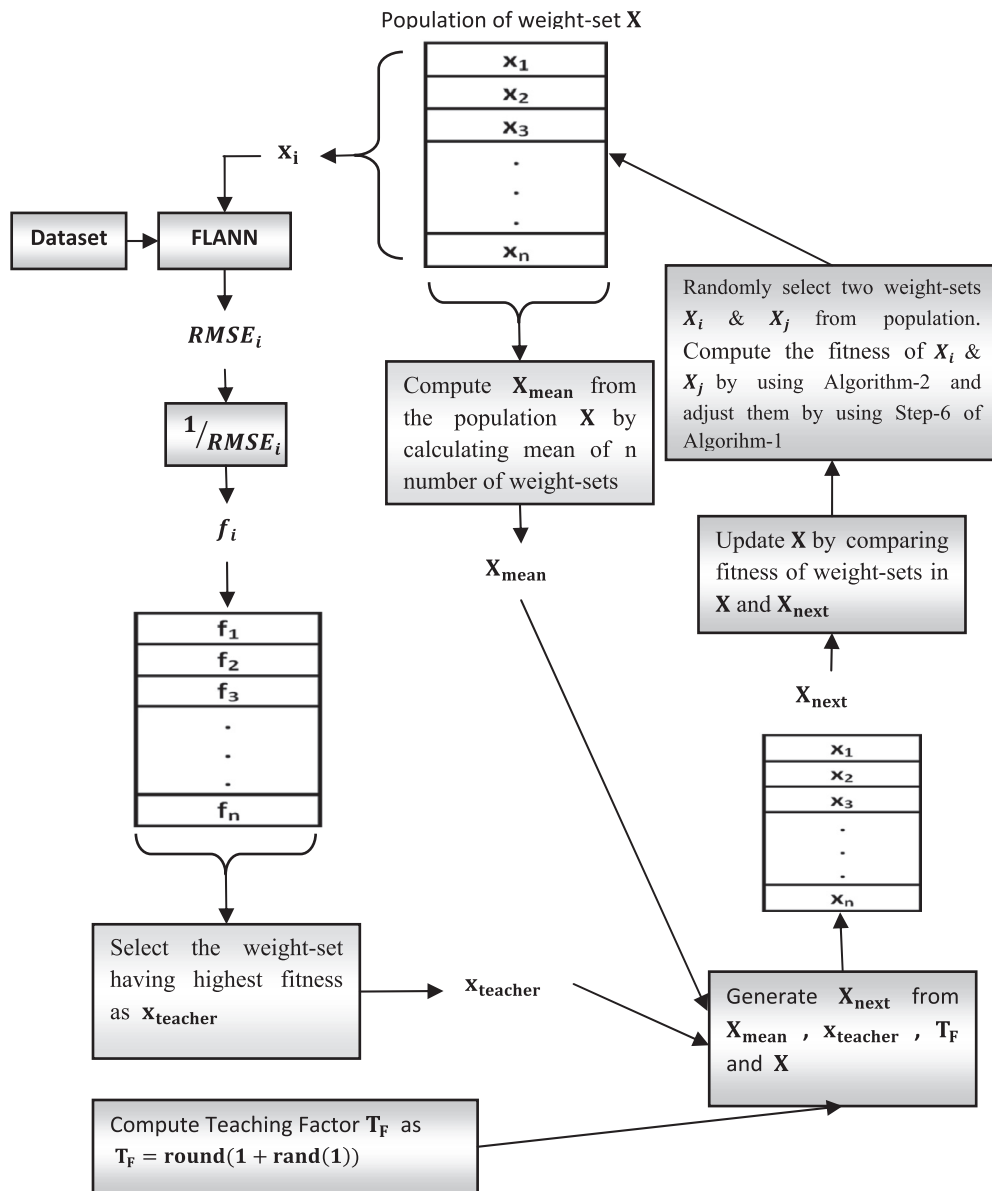 Population of weight-set X
x1
x2
x3
.
.
.
xn
xi
Dataset
FLANN
RMSEi
1/RMSEi
fi
f1
f2
f3
.
.
.
fn
Select the weight-set
having highest fitness
as xteacher
xteacher
Compute Teaching Factor TF as
TF = round(1 + rand(1))
Compute Xmean from
the population X by
calculating mean of n
number of weight-sets
Xmean
Generate Xnext from
Xmean , xteacher , TF
and X
x1
x2
x3
.
.
.
xn
Xnext
Update X by comparing
fitness of weight-sets in
X and Xnext
Randomly select two weight-sets
Xi & Xj from population.
Compute the fitness of Xi &
Xj by using Algorithm-2 and
adjust them by using Step-6 of
Algorihm-1